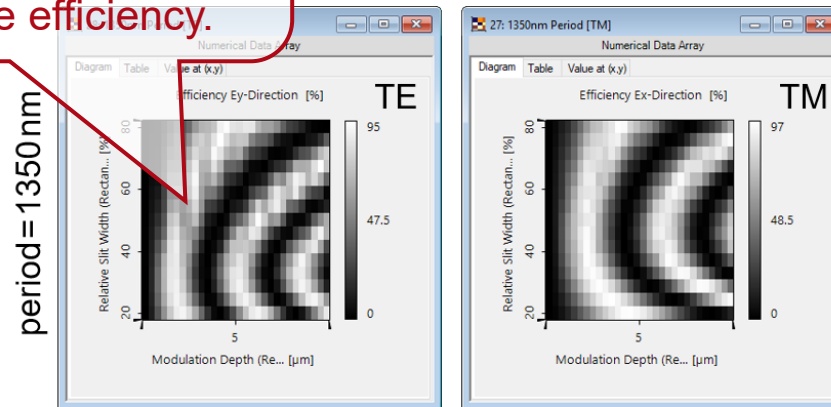 e efficiency.
Numerical Data Array
Diagram Table Value at (x,y)
Efficiency Ey-Direction [%]
TE
95
47.5
0
80
60
40
20
Relative Slit Width (Rectan... [%]
5
Modulation Depth (Re... [µm]
period = 1350 nm
27: 1350nm Period [TM]
Numerical Data Array
Diagram Table Value at (x,y)
Efficiency Ex-Direction [%]
TM
97
48.5
0
80
60
40
20
Relative Slit Width (Rectan... [%]
5
Modulation Depth (Re... [µm]